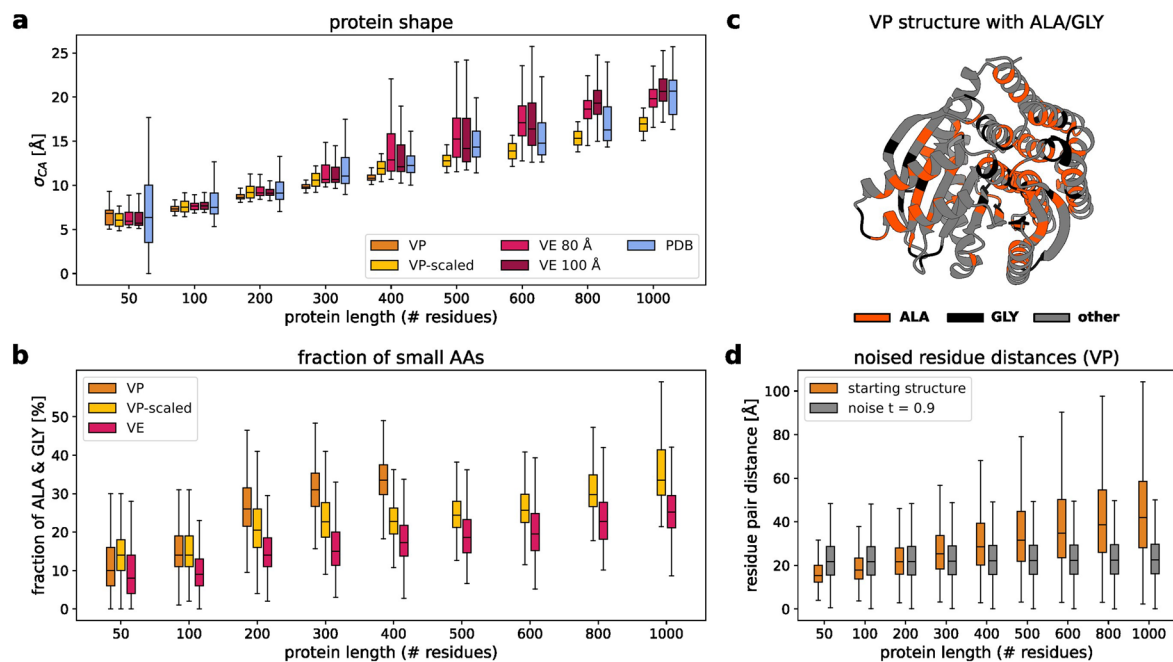 a
protein shape
σCA [Å]
25
20
15
10
5
0
VP
VP-scaled
VE 80 Å
VE 100 Å
PDB
50 100 200 300 400 500 600 800 1000
protein length (# residues)
c
VP structure with ALA/GLY
ALA GLY other
b
fraction of small AAs
fraction of ALA & GLY [%]
50
40
30
20
10
0
VP
VP-scaled
VE
50 100 200 300 400 500 600 800 1000
protein length (# residues)
d
noised residue distances (VP)
residue pair distance [Å]
100
80
60
40
20
0
starting structure
noise t = 0.9
50 100 200 300 400 500 600 800 1000
protein length (# residues)